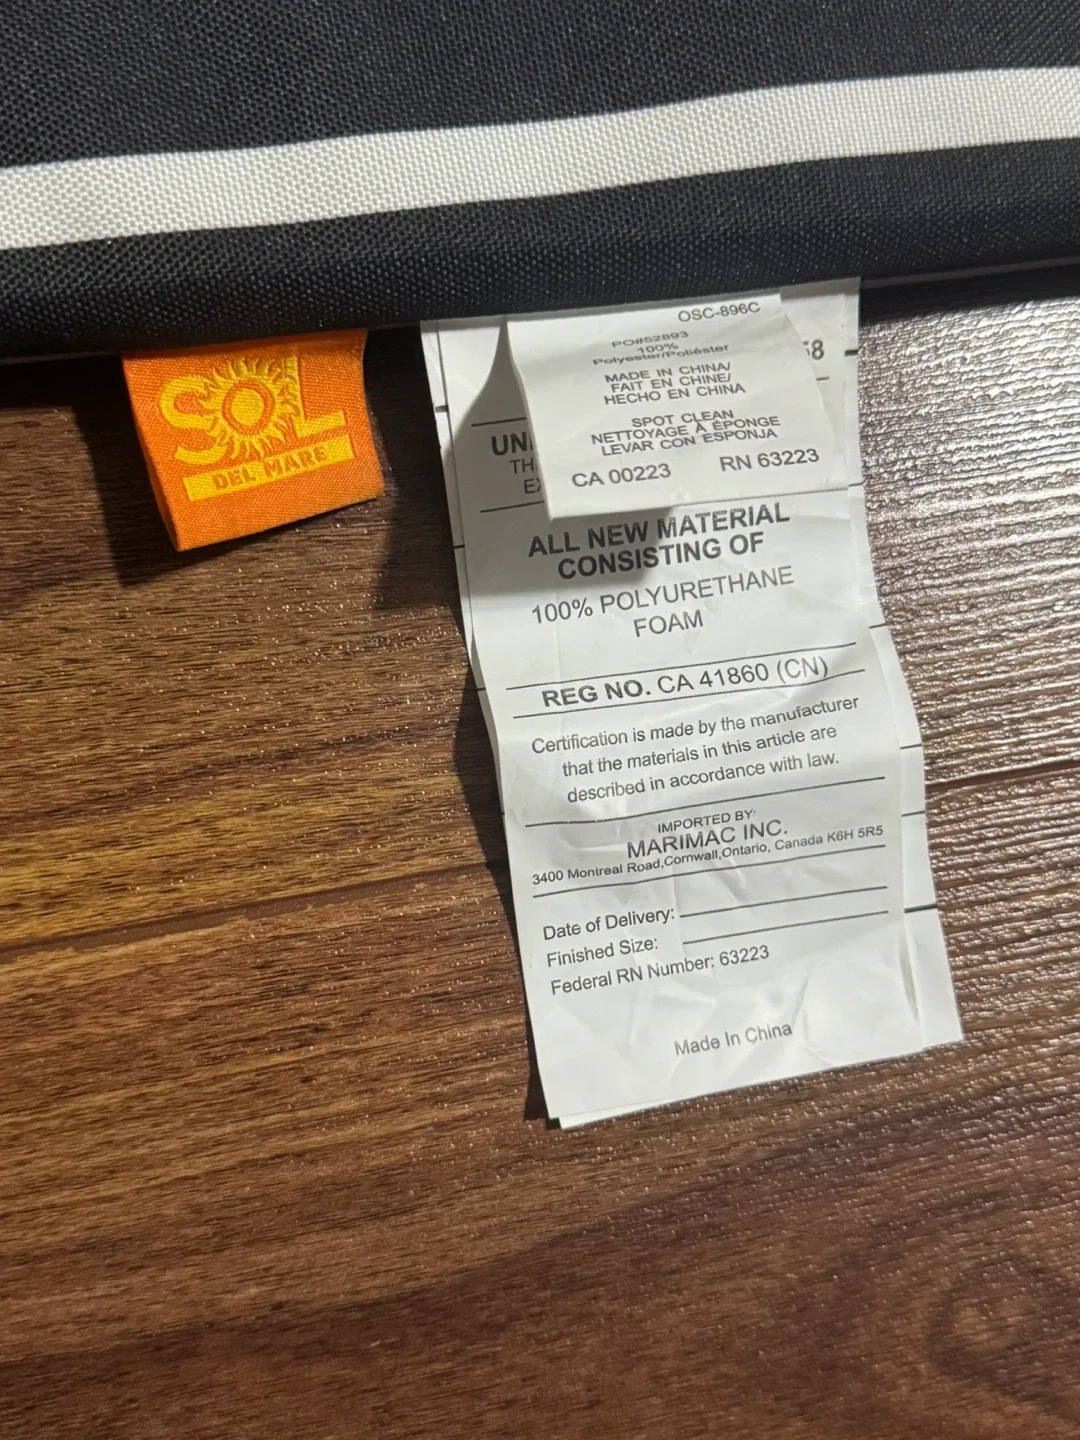 SOL
DEL MARE
OSC-896C
PO#52893
100%
Polyester/Poliéster
MADE IN CHINA/
FAIT EN CHINE/
HECHO EN CHINA
SPOT CLEAN
NETTOYAGE À ÉPONGE
LEVAR CON ESPONJA
CA 00223 RN 63223
58
UN
TH
E
ALL NEW MATERIAL
CONSISTING OF
100% POLYURETHANE
FOAM
REG NO. CA 41860 (CN)
Certification is made by the manufacturer
that the materials in this article are
described in accordance with law.
IMPORTED BY:
MARIMAC INC.
3400 Montreal Road,Cornwall,Ontario, Canada K6H 5R5
Date of Delivery:
Finished Size:
Federal RN Number: 63223
Made In China